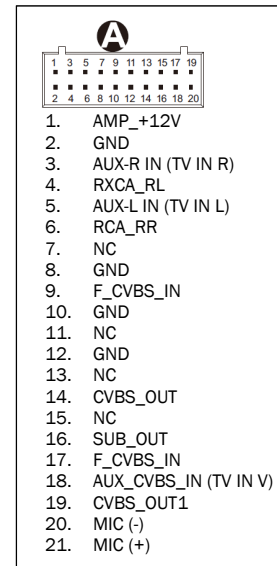 A
1 3 5 7 9 11 13 15 17 19
2 4 6 8 10 12 14 16 18 20
1. AMP_+12V
2. GND
3. AUX-R IN (TV IN R)
4. RXCA_RL
5. AUX-L IN (TV IN L)
6. RCA_RR
7. NC
8. GND
9. F_CVBS_IN
10. GND
11. NC
12. GND
13. NC
14. CVBS_OUT
15. NC
16. SUB_OUT
17. F_CVBS_IN
18. AUX_CVBS_IN (TV IN V)
19. CVBS_OUT1
20. MIC (-)
21. MIC (+)